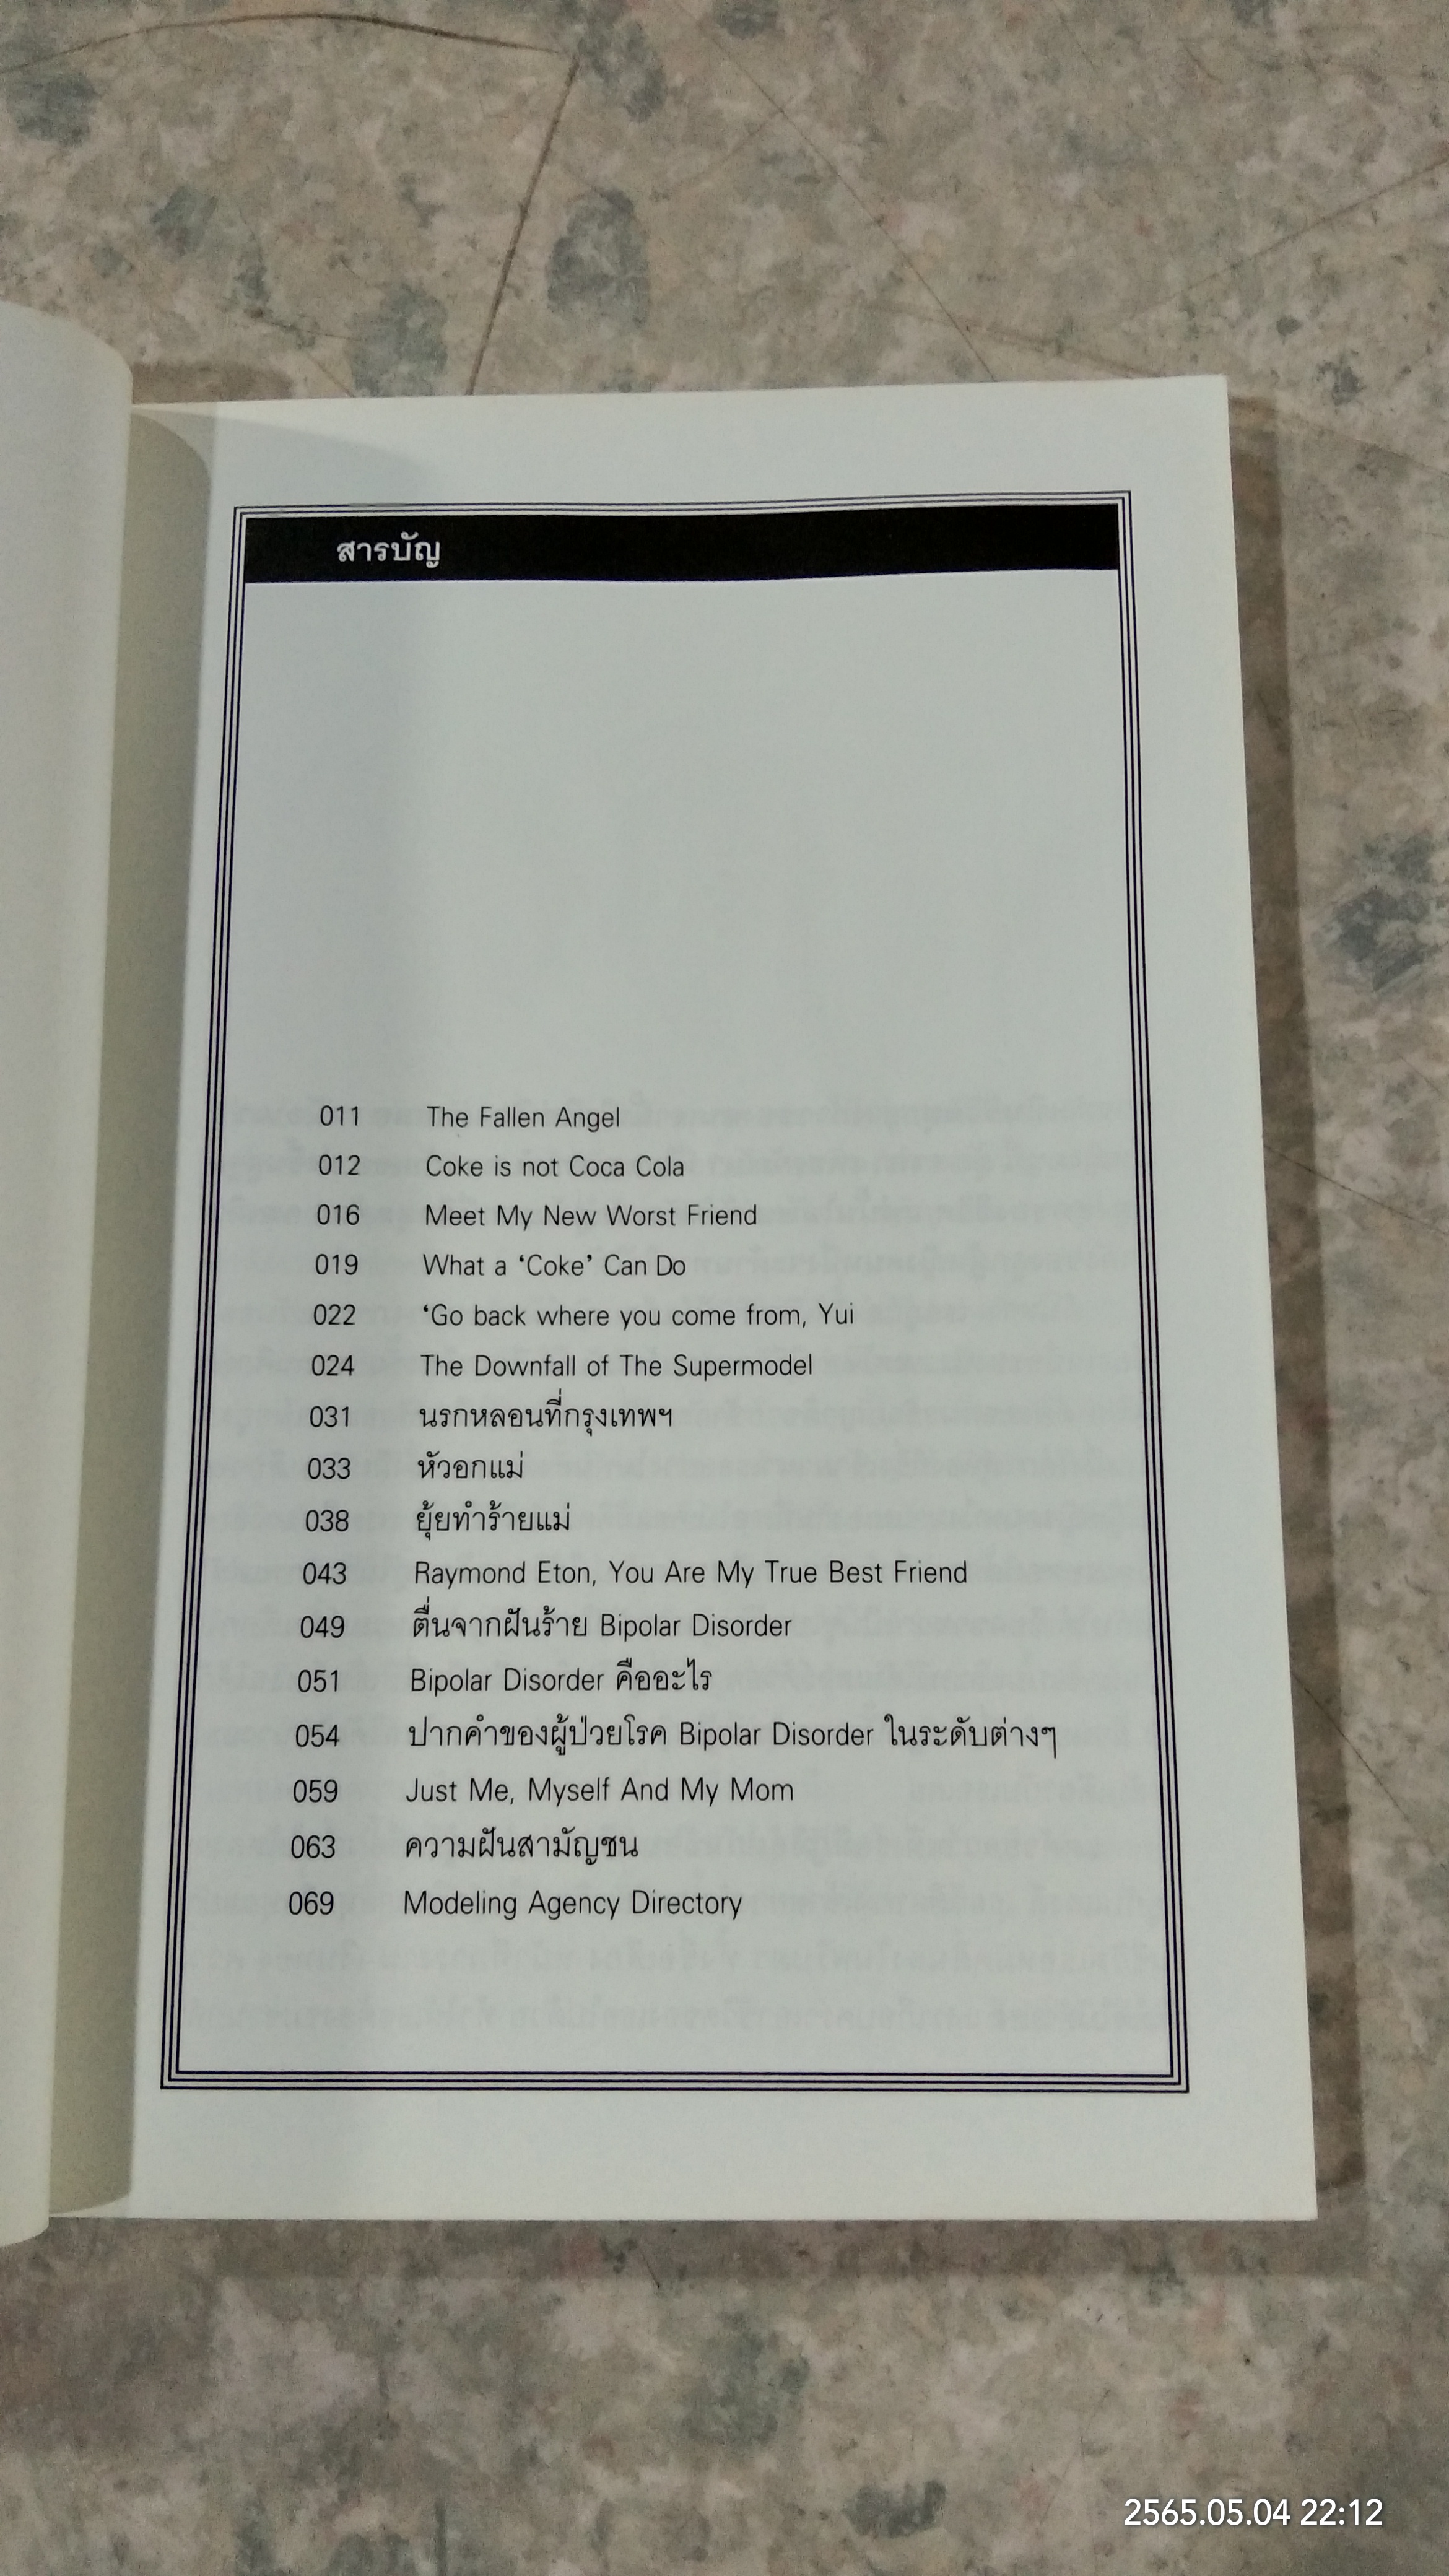 สารบัญ
011 The Fallen Angel
012 Coke is not Coca Cola
016 Meet My New Worst Friend
019 What a ‘Coke’ Can Do
022 ‘Go back where you come from, Yui
024 The Downfall of The Supermodel
031 นรกหลอนที่กรุงเทพฯ
033 หัวอกแม่
038 ยุ้ยทำร้ายแม่
043 Raymond Eton, You Are My True Best Friend
049 ตื่นจากฝันร้าย Bipolar Disorder
051 Bipolar Disorder คืออะไร
054 ปากคำของผู้ป่วยโรค Bipolar Disorder ในระดับต่างๆ
059 Just Me, Myself And My Mom
063 ความฝันสามัญชน
069 Modeling Agency Directory
2565.05.04 22:12